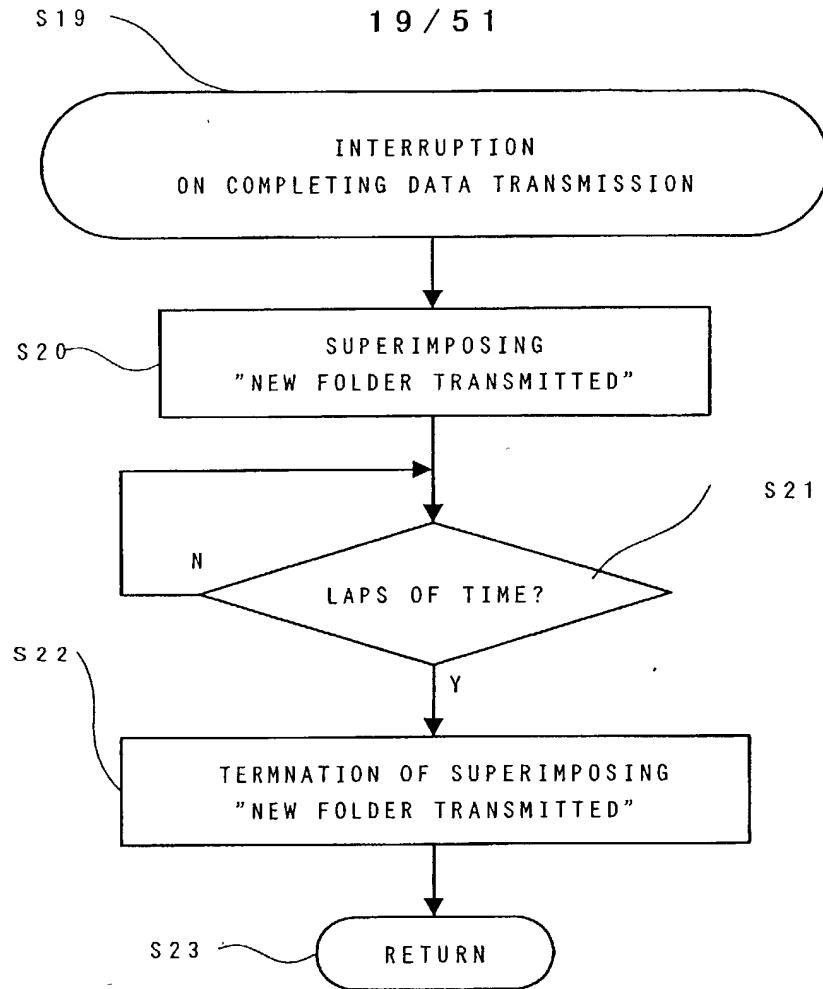 S19
19/51
INTERRUPTION
ON COMPLETING DATA TRANSMISSION
S20
SUPERIMPOSING
"NEW FOLDER TRANSMITTED"
S21
N
LAPS OF TIME?
S22
Y
TERMNATION OF SUPERIMPOSING
"NEW FOLDER TRANSMITTED"
S23
RETURN